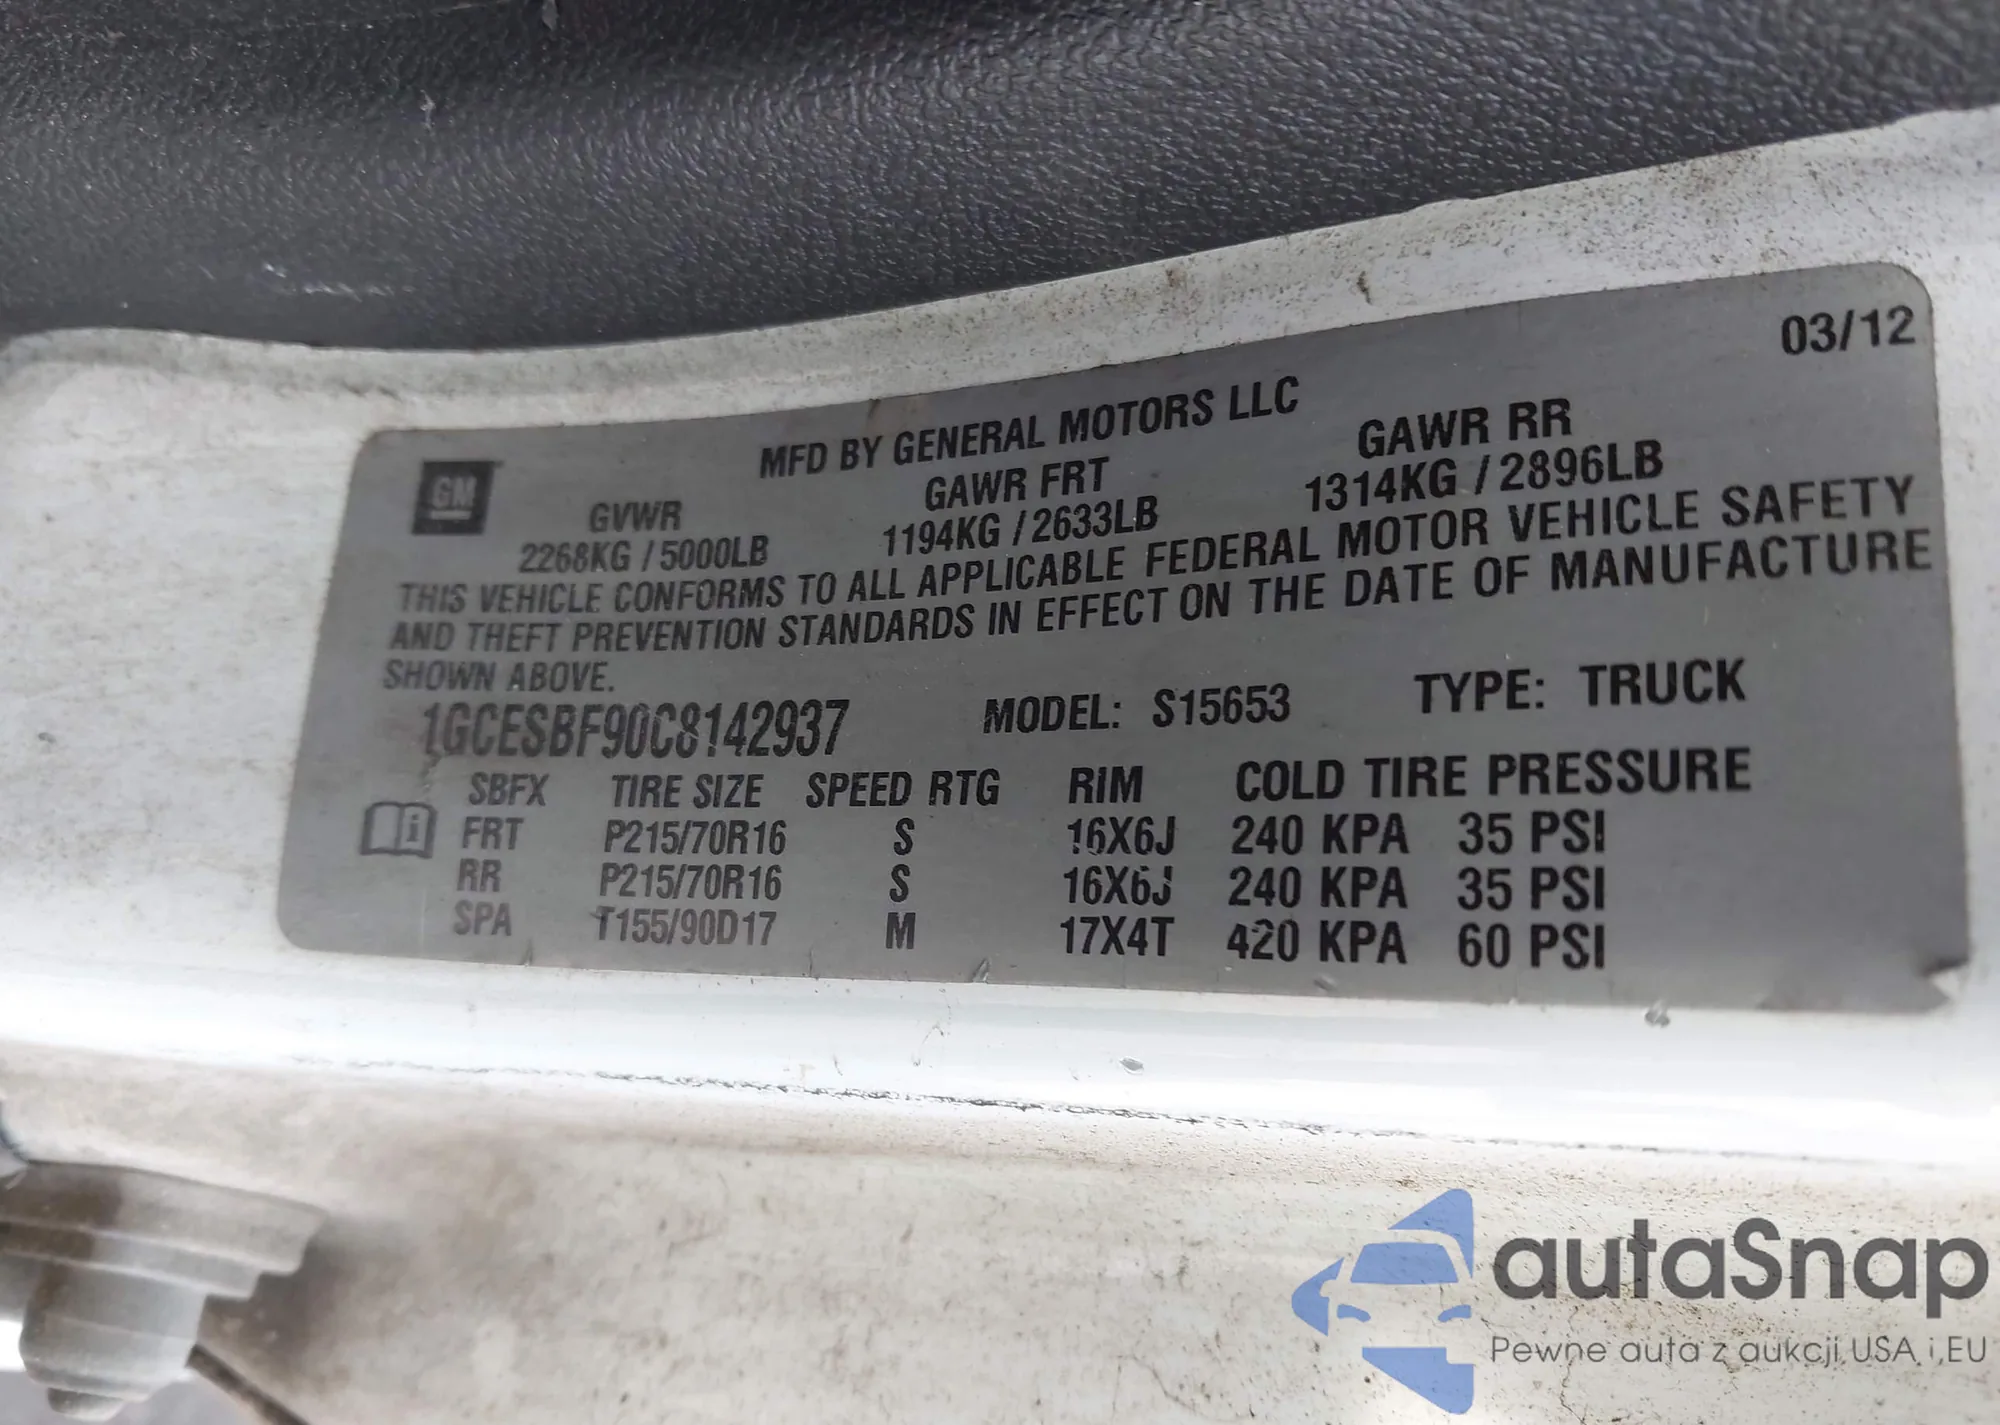 03/12
MFD BY GENERAL MOTORS LLC
GM
GVWR GAWR FRT GAWR RR
2268KG / 5000LB 1194KG / 2633LB 1314KG / 2896LB
THIS VEHICLE CONFORMS TO ALL APPLICABLE FEDERAL MOTOR VEHICLE SAFETY
AND THEFT PREVENTION STANDARDS IN EFFECT ON THE DATE OF MANUFACTURE
SHOWN ABOVE.
1GCESBF90C8142937 MODEL: S15653 TYPE: TRUCK
SBFX TIRE SIZE SPEED RTG RIM COLD TIRE PRESSURE
FRT P215/70R16 S 16X6J 240 KPA 35 PSI
RR P215/70R16 S 16X6J 240 KPA 35 PSI
SPA T155/90D17 M 17X4T 420 KPA 60 PSI
autaSnap
Pewne auta z aukcji USA i EU